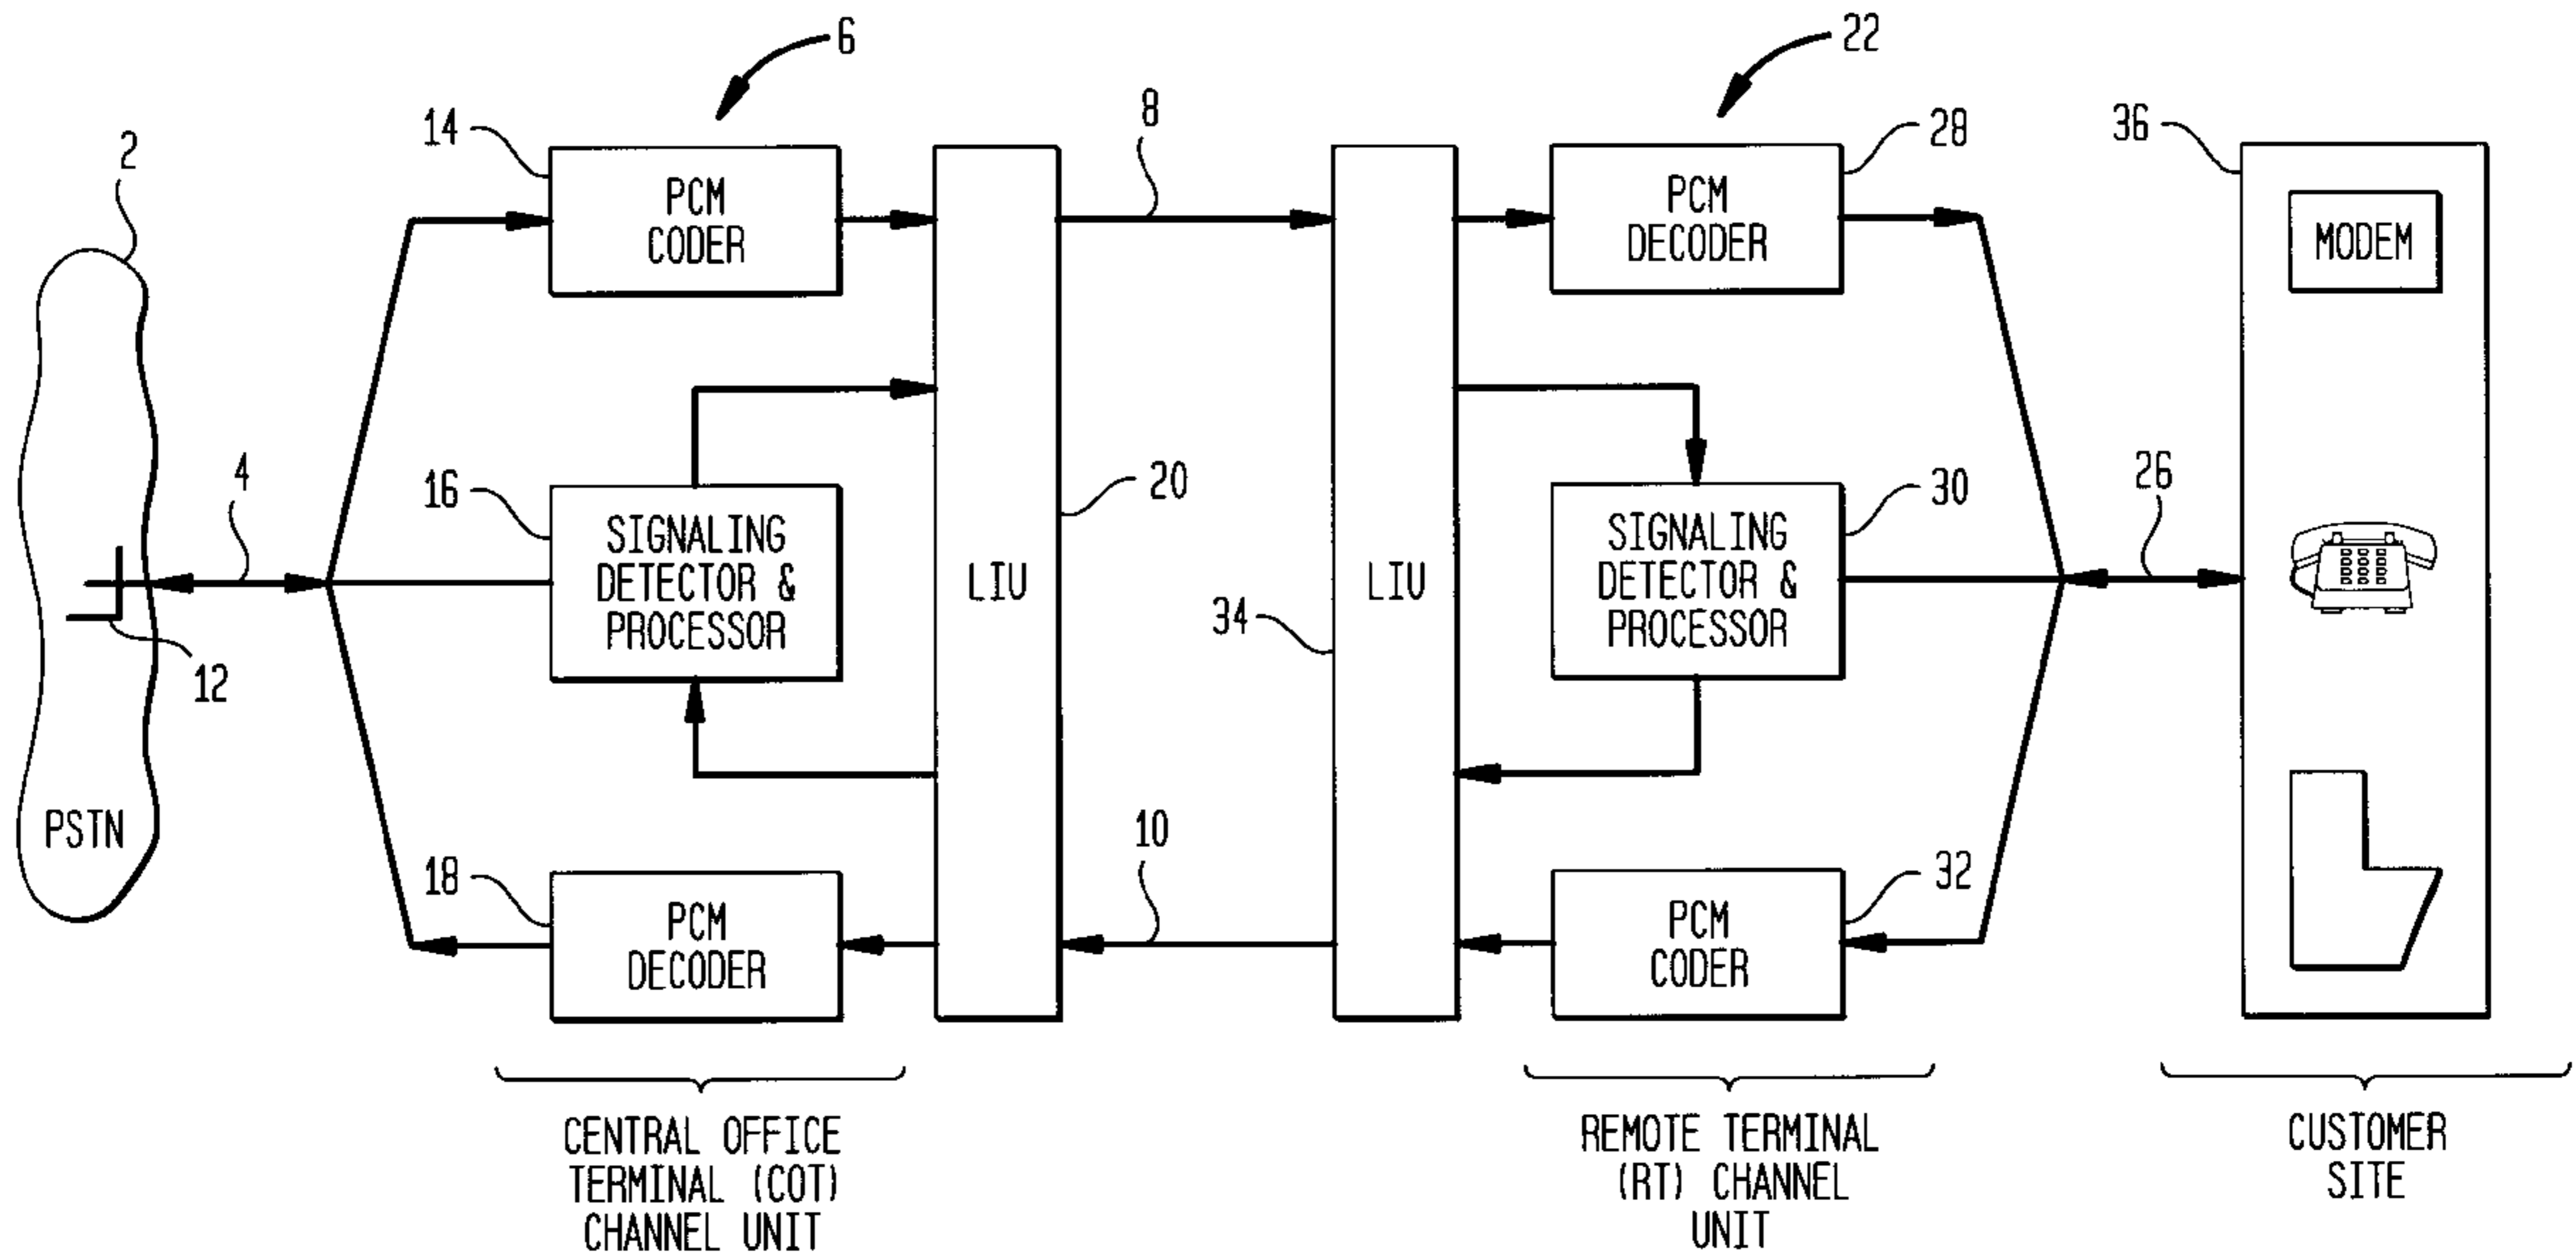 6
22
2
14
PCM
CODER
8
PCM
DECODER
28
36
MODEM
4
16
SIGNALING
DETECTOR &
PROCESSOR
LIU
20
LIU
34
SIGNALING
DETECTOR &
PROCESSOR
30
26
12
PSTN
18
PCM
DECODER
10
PCM
CODER
32
CENTRAL OFFICE
TERMINAL (COT)
CHANNEL UNIT
REMOTE TERMINAL
(RT) CHANNEL
UNIT
CUSTOMER
SITE